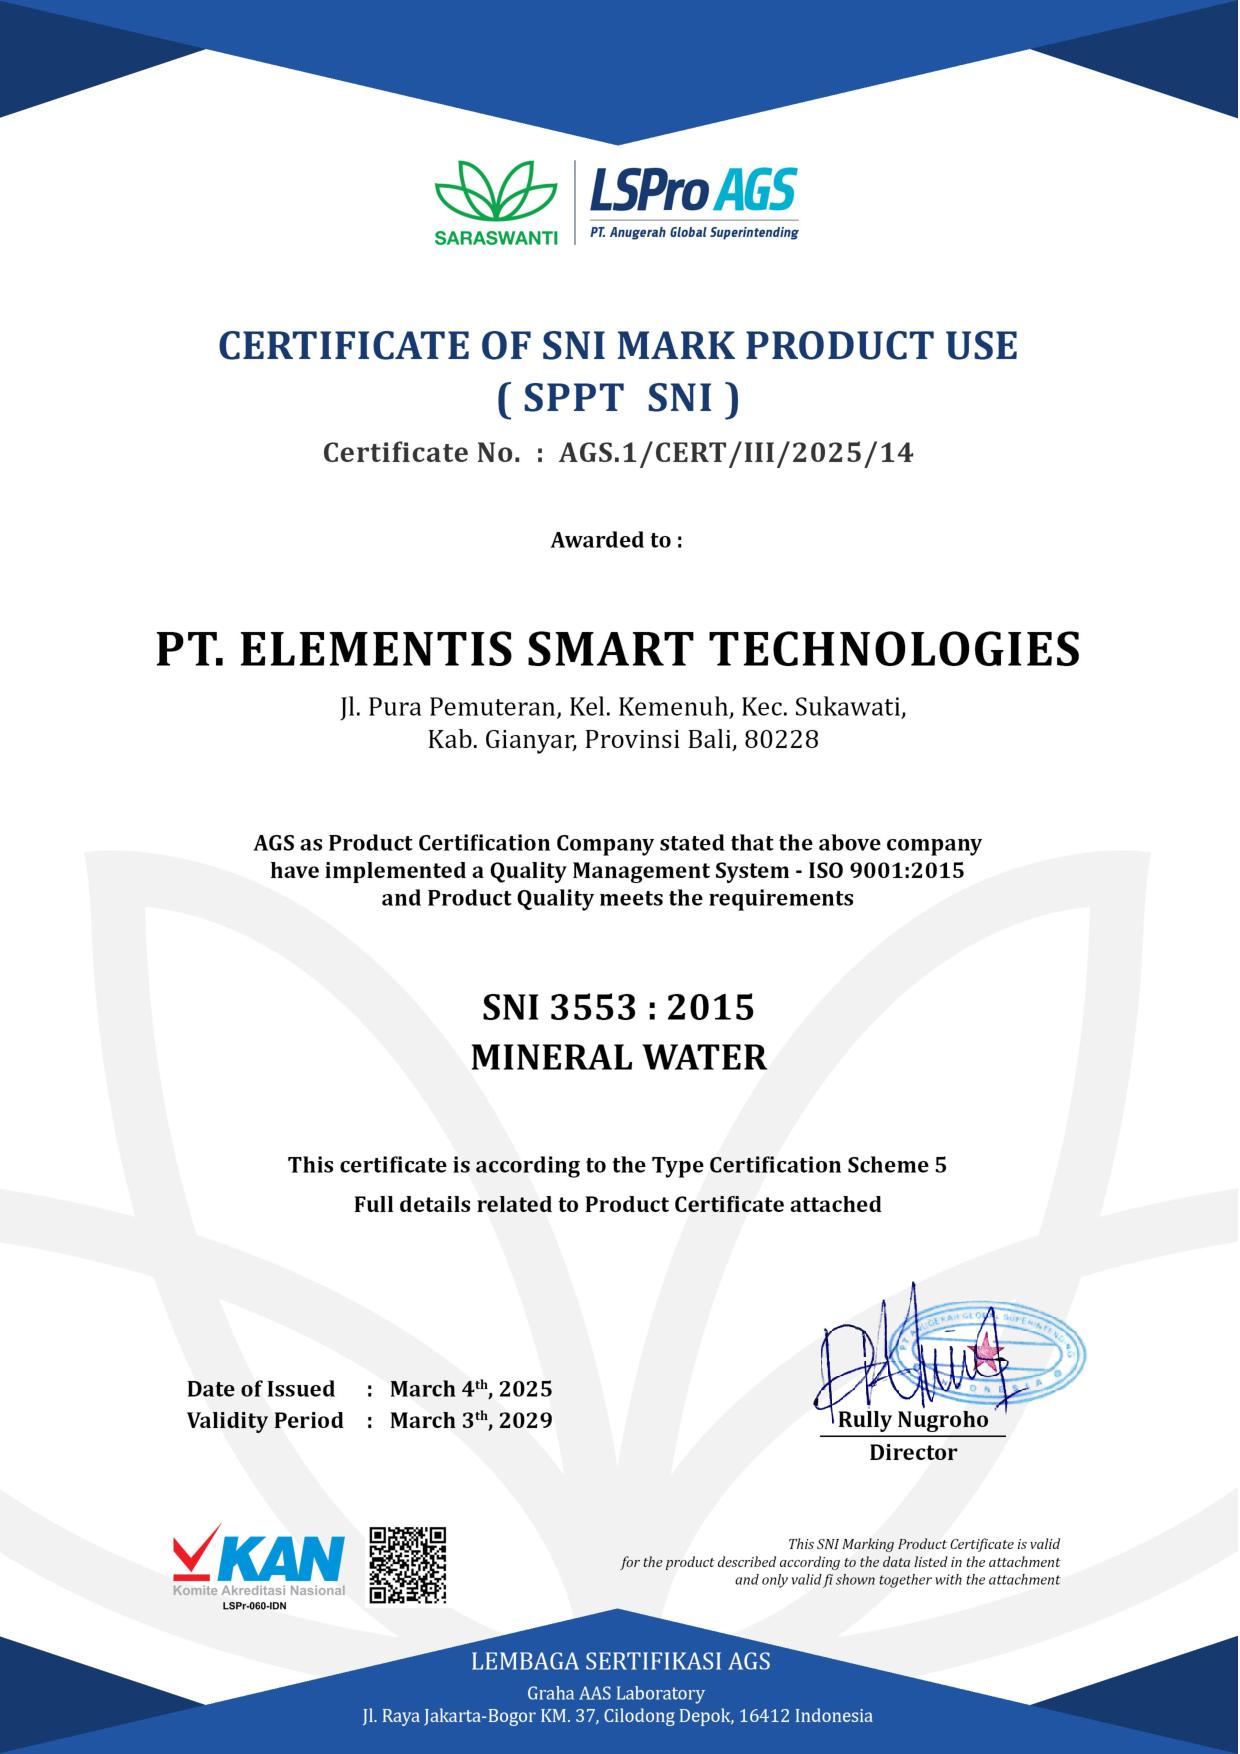 SARASWANTI
LSPro AGS
PT. Anugerah Global Superintending
CERTIFICATE OF SNI MARK PRODUCT USE
( SPPT SNI )
Certificate No. : AGS.1/CERT/III/2025/14
Awarded to :
PT. ELEMENTIS SMART TECHNOLOGIES
Jl. Pura Pemuteran, Kel. Kemenuh, Kec. Sukawati,
Kab. Gianyar, Provinsi Bali, 80228
AGS as Product Certification Company stated that the above company
have implemented a Quality Management System - ISO 9001:2015
and Product Quality meets the requirements
SNI 3553 : 2015
MINERAL WATER
This certificate is according to the Type Certification Scheme 5
Full details related to Product Certificate attached
Date of Issued : March 4th, 2025
Validity Period : March 3th, 2029
PT ANUGERAH GLOBAL SUPERINTENDING
INDONESIA
Rully Nugroho
Director
KAN
Komite Akreditasi Nasional
LSPr-060-IDN
This SNI Marking Product Certificate is valid
for the product described according to the data listed in the attachment
and only valid fi shown together with the attachment
LEMBAGA SERTIFIKASI AGS
Graha AAS Laboratory
Jl. Raya Jakarta-Bogor KM. 37, Cilodong Depok, 16412 Indonesia